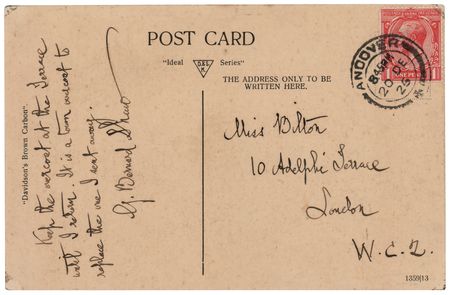 POST CARD
"Ideal Series"
D&S
K
THE ADDRESS ONLY TO BE
WRITTEN HERE.
"Davidson's Brown Carbon"
Keep the overcoat at the Terrace
until I return. It is a town overcoat to
replace the one I sent away.
G. Bernard Shaw
ANDOVER
20 DE
ONE PENNY
Miss Bilton
10 Adelphi Terrace
London
W.C.2.
1359/13